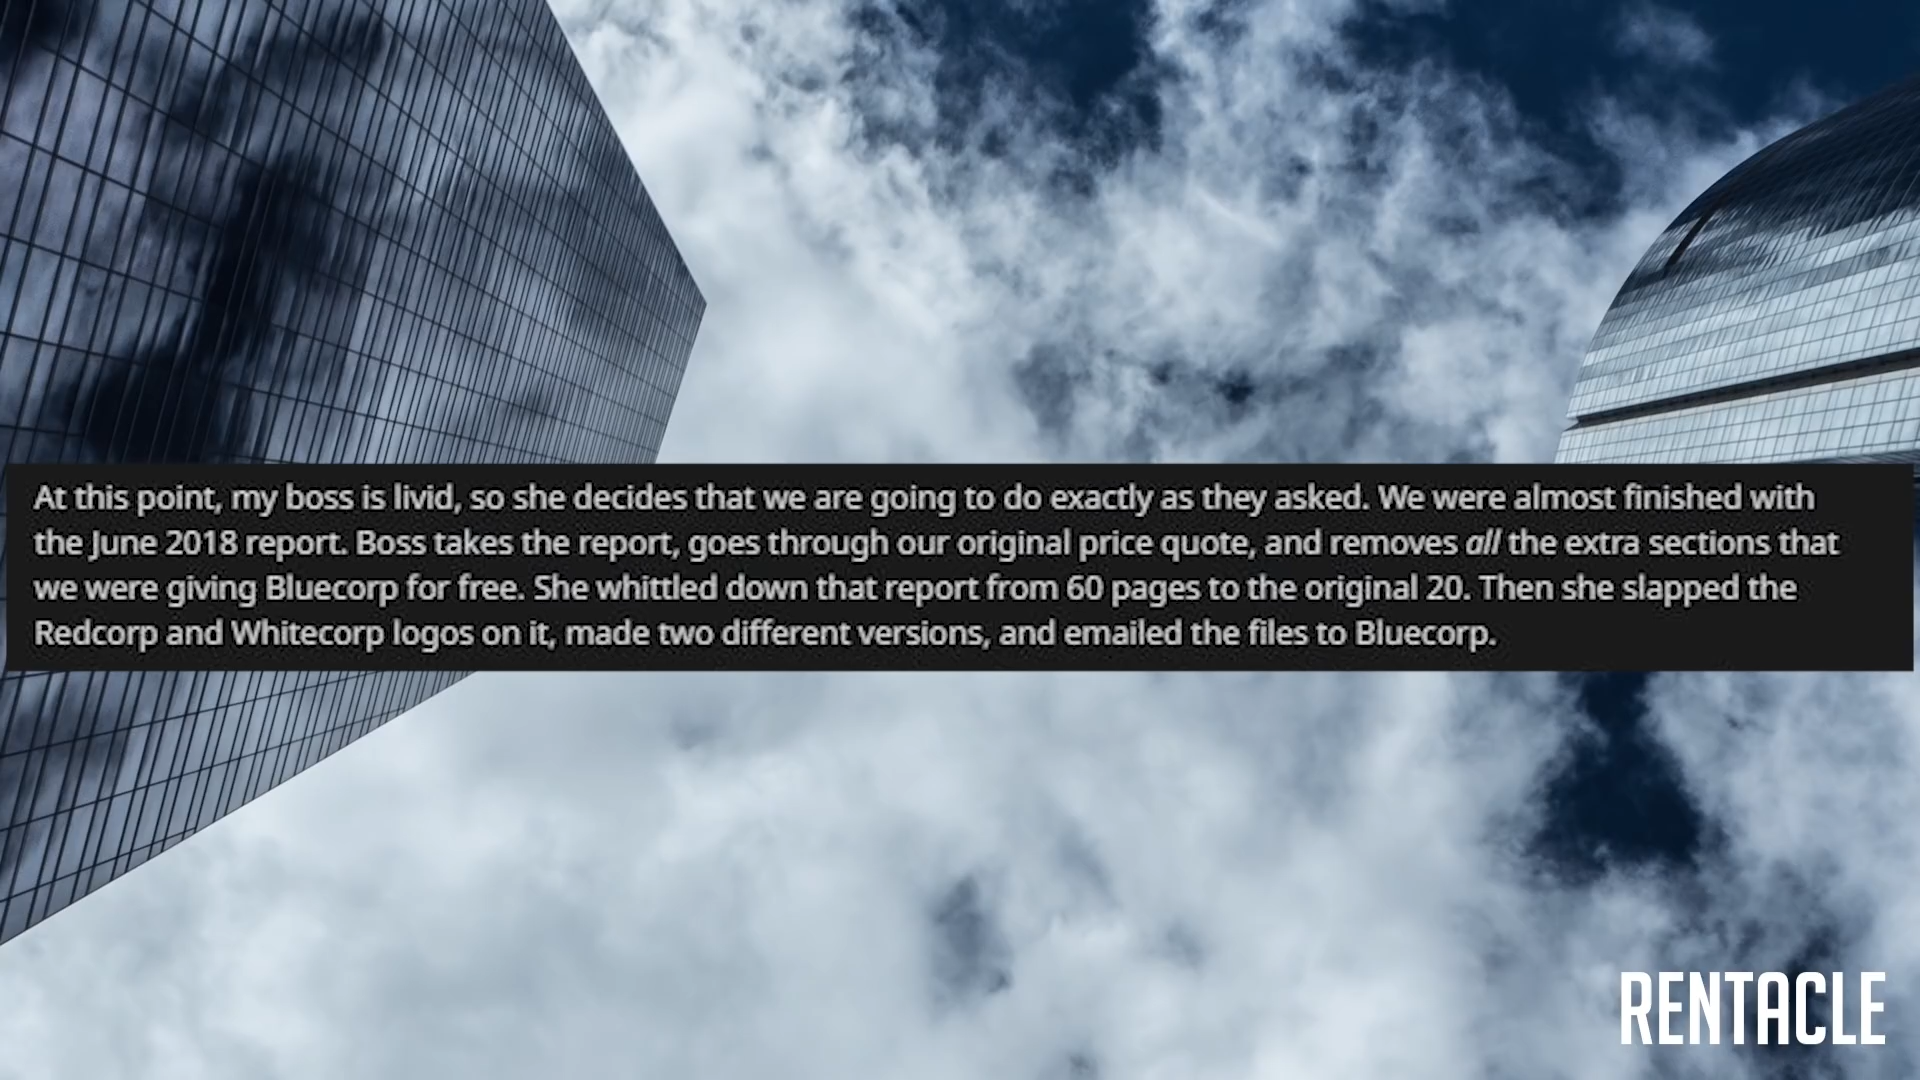 At this point, my boss is livid, so she decides that we are going to do exactly as they asked. We were almost finished with
the June 2018 report. Boss takes the report, goes through our original price quote, and removes all the extra sections that
we were giving Bluecorp for free. She whittled down that report from 60 pages to the original 20. Then she slapped the
Redcorp and Whitecorp logos on it, made two different versions, and emailed the files to Bluecorp.
RENTACLE